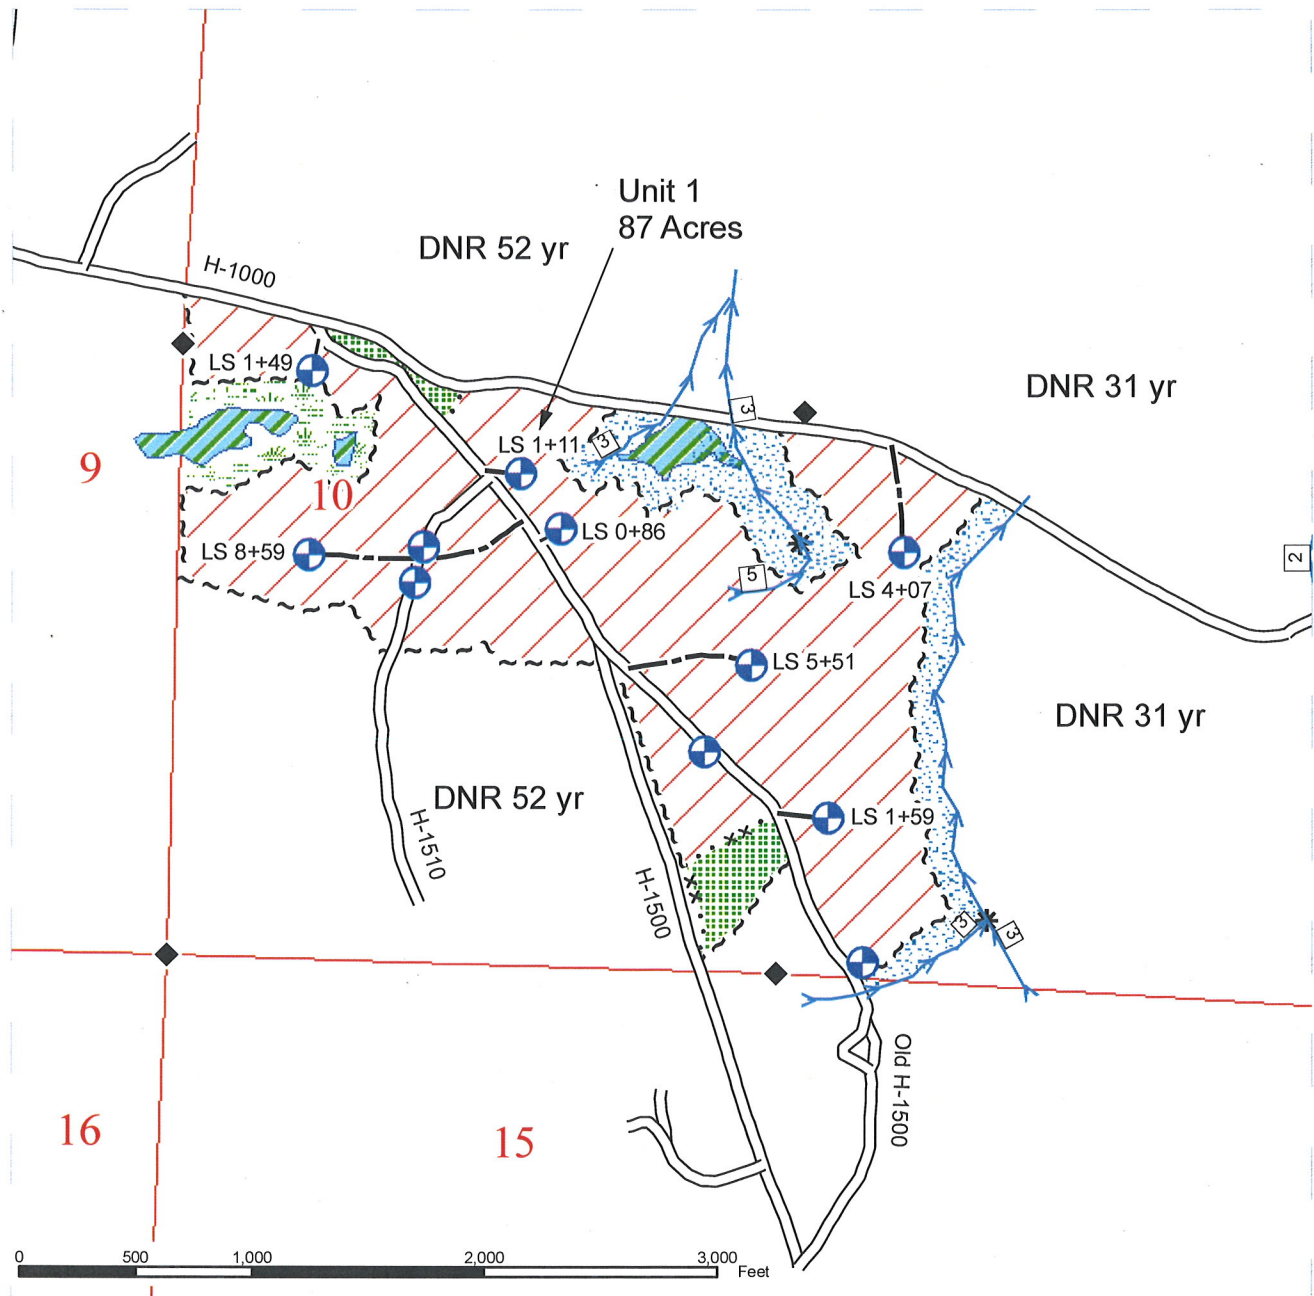 Unit 1
87 Acres
DNR 52 yr
H-1000
LS 1+49
DNR 31 yr
3
3
LS 1+11
9
10
LS 0+86
LS 8+59
2
5
LS 4+07
LS 5+51
DNR 31 yr
DNR 52 yr
LS 1+59
H-1510
H-1500
3
3
Old H-1500
16
15
0 500 1,000 2,000 3,000
Feet